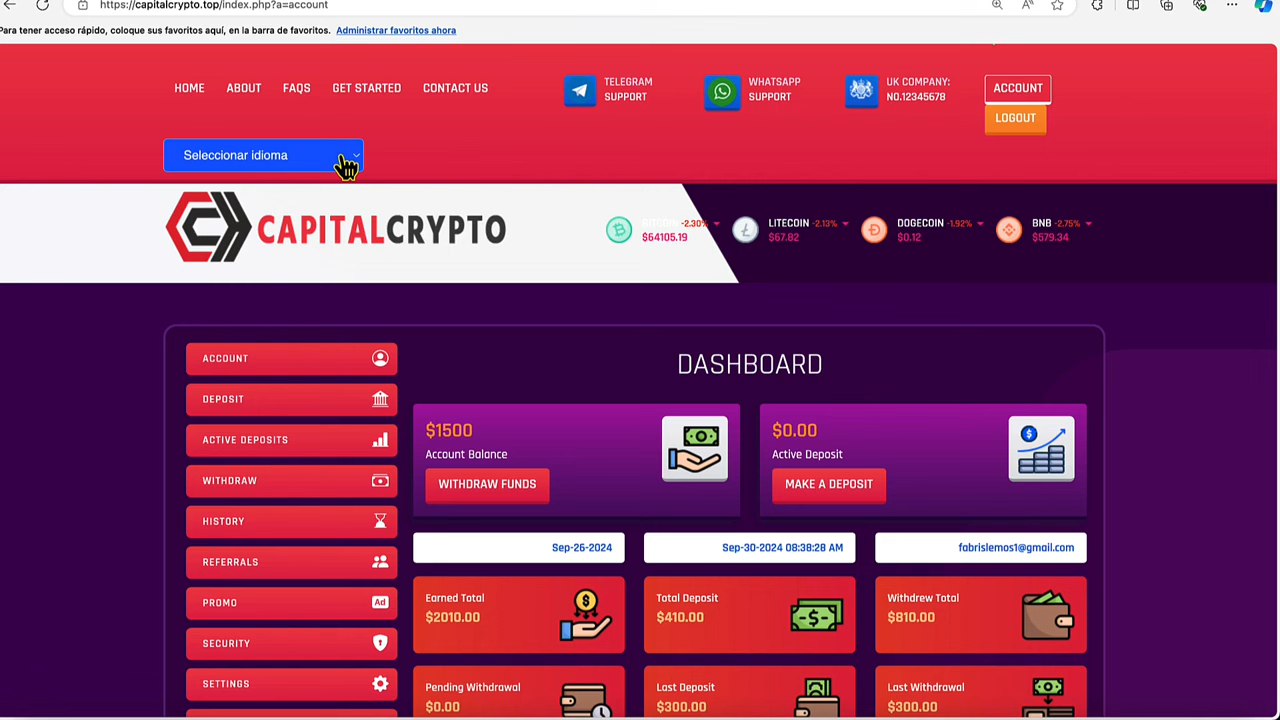 https://capitalcrypto.top/index.php?a=account
Para tener acceso rápido, coloque sus favoritos aquí, en la barra de favoritos. Administrar favoritos ahora
HOME ABOUT FAQS GET STARTED CONTACT US
TELEGRAM SUPPORT
WHATSAPP SUPPORT
UK COMPANY: NO.12345678
ACCOUNT
LOGOUT
Seleccionar idioma
CAPITALCRYPTO
BITCOIN -2.30%
$64105.19
LITECOIN -2.13%
$67.82
DOGECOIN -1.92%
$0.12
BNB -2.75%
$579.34
ACCOUNT
DEPOSIT
ACTIVE DEPOSITS
WITHDRAW
HISTORY
REFERRALS
PROMO
Ad
SECURITY
SETTINGS
DASHBOARD
$1500
Account Balance
WITHDRAW FUNDS
$0.00
Active Deposit
MAKE A DEPOSIT
Sep-26-2024
Sep-30-2024 08:38:28 AM
fabrislemos1@gmail.com
Earned Total
$2010.00
Total Deposit
$410.00
Withdrew Total
$810.00
Pending Withdrawal
$0.00
Last Deposit
$300.00
Last Withdrawal
$300.00